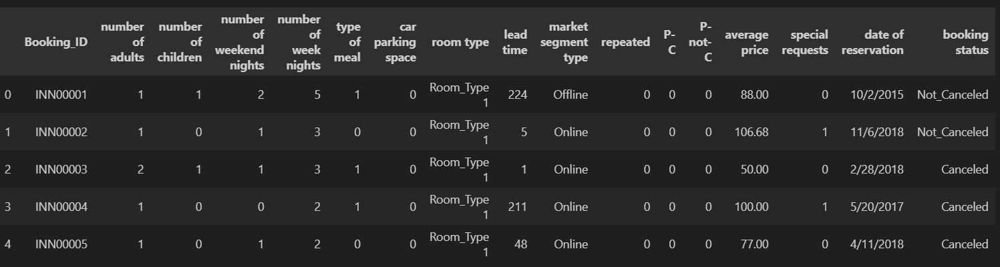 Booking_ID number of adults number of children number of weekend nights number of week nights type of meal car parking space room type lead time market segment type repeated P-C P-not-C average price special requests date of reservation booking status
0 INN00001 1 1 2 5 1 0 Room_Type 1 224 Offline 0 0 0 88.00 0 10/2/2015 Not_Canceled
1 INN00002 1 0 1 3 0 0 Room_Type 1 5 Online 0 0 0 106.68 1 11/6/2018 Not_Canceled
2 INN00003 2 1 1 3 1 0 Room_Type 1 1 Online 0 0 0 50.00 0 2/28/2018 Canceled
3 INN00004 1 0 0 2 1 0 Room_Type 1 211 Online 0 0 0 100.00 1 5/20/2017 Canceled
4 INN00005 1 0 1 2 0 0 Room_Type 1 48 Online 0 0 0 77.00 0 4/11/2018 Canceled